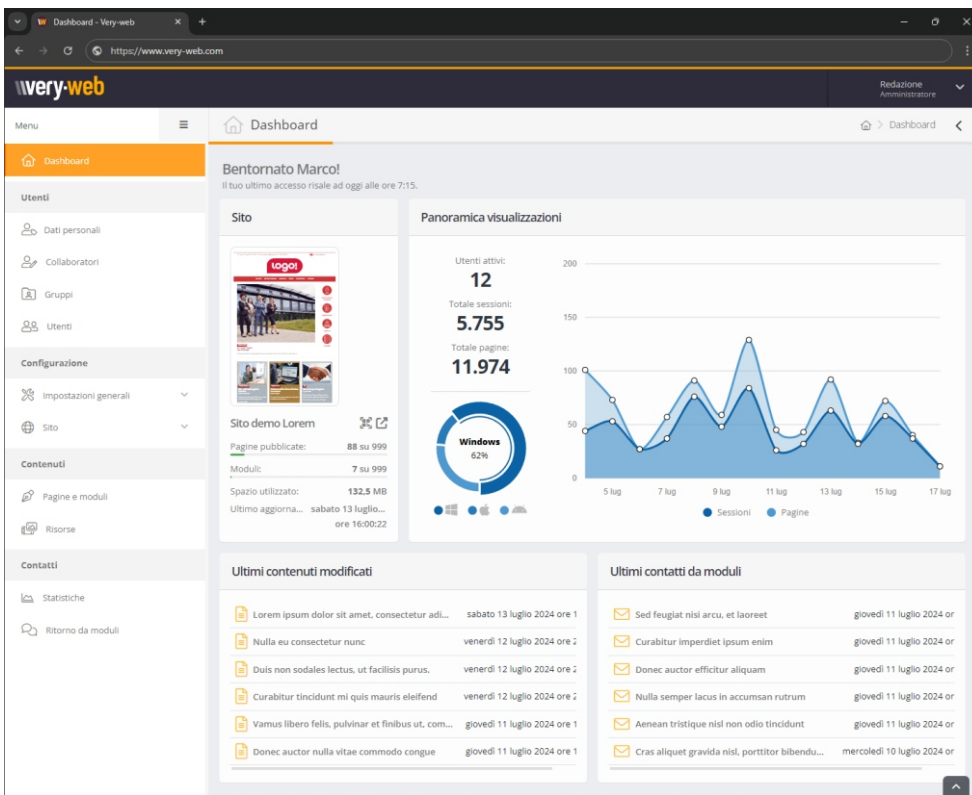 Dashboard - Very-web
https://www.very-web.com
very-web
Redazione
Amministratore
Menu
Dashboard
Dashboard
Dashboard
Utenti
Dati personali
Collaboratori
Gruppi
Utenti
Configurazione
Impostazioni generali
Sito
Contenuti
Pagine e moduli
Risorse
Contatti
Statistiche
Ritorno da moduli
Bentornato Marco!
Il tuo ultimo accesso risale ad oggi alle ore 7:15.
Sito
LOGO!
Sito demo Lorem
Pagine pubblicate: 88 su 999
Moduli: 7 su 999
Spazio utilizzato: 132,5 MB
Ultimo aggiorna... sabato 13 luglio...
ore 16:00:22
Panoramica visualizzazioni
Utenti attivi:
12
Totale sessioni:
5.755
Totale pagine:
11.974
Windows
62%
200
150
100
50
0
5 lug 7 lug 9 lug 11 lug 13 lug 15 lug 17 lug
Sessioni Pagine
Ultimi contenuti modificati
Lorem ipsum dolor sit amet, consectetur adi... sabato 13 luglio 2024 ore 1
Nulla eu consectetur nunc venerdì 12 luglio 2024 ore 2
Duis non sodales lectus, ut facilisis purus. venerdì 12 luglio 2024 ore 2
Curabitur tincidunt mi quis mauris eleifend venerdì 12 luglio 2024 ore 2
Vamus libero felis, pulvinar et finibus ut, com... giovedì 11 luglio 2024 ore 1
Donec auctor nulla vitae commodo congue giovedì 11 luglio 2024 ore 1
Ultimi contatti da moduli
Sed feugiat nisi arcu, et laoreet giovedì 11 luglio 2024 or
Curabitur imperdiet ipsum enim giovedì 11 luglio 2024 or
Donec auctor efficitur aliquam giovedì 11 luglio 2024 or
Nulla semper lacus in accumsan rutrum giovedì 11 luglio 2024 or
Aenean tristique nisl non odio tincidunt giovedì 11 luglio 2024 or
Cras aliquet gravida nisl, porttitor bibendu... mercoledì 10 luglio 2024 or